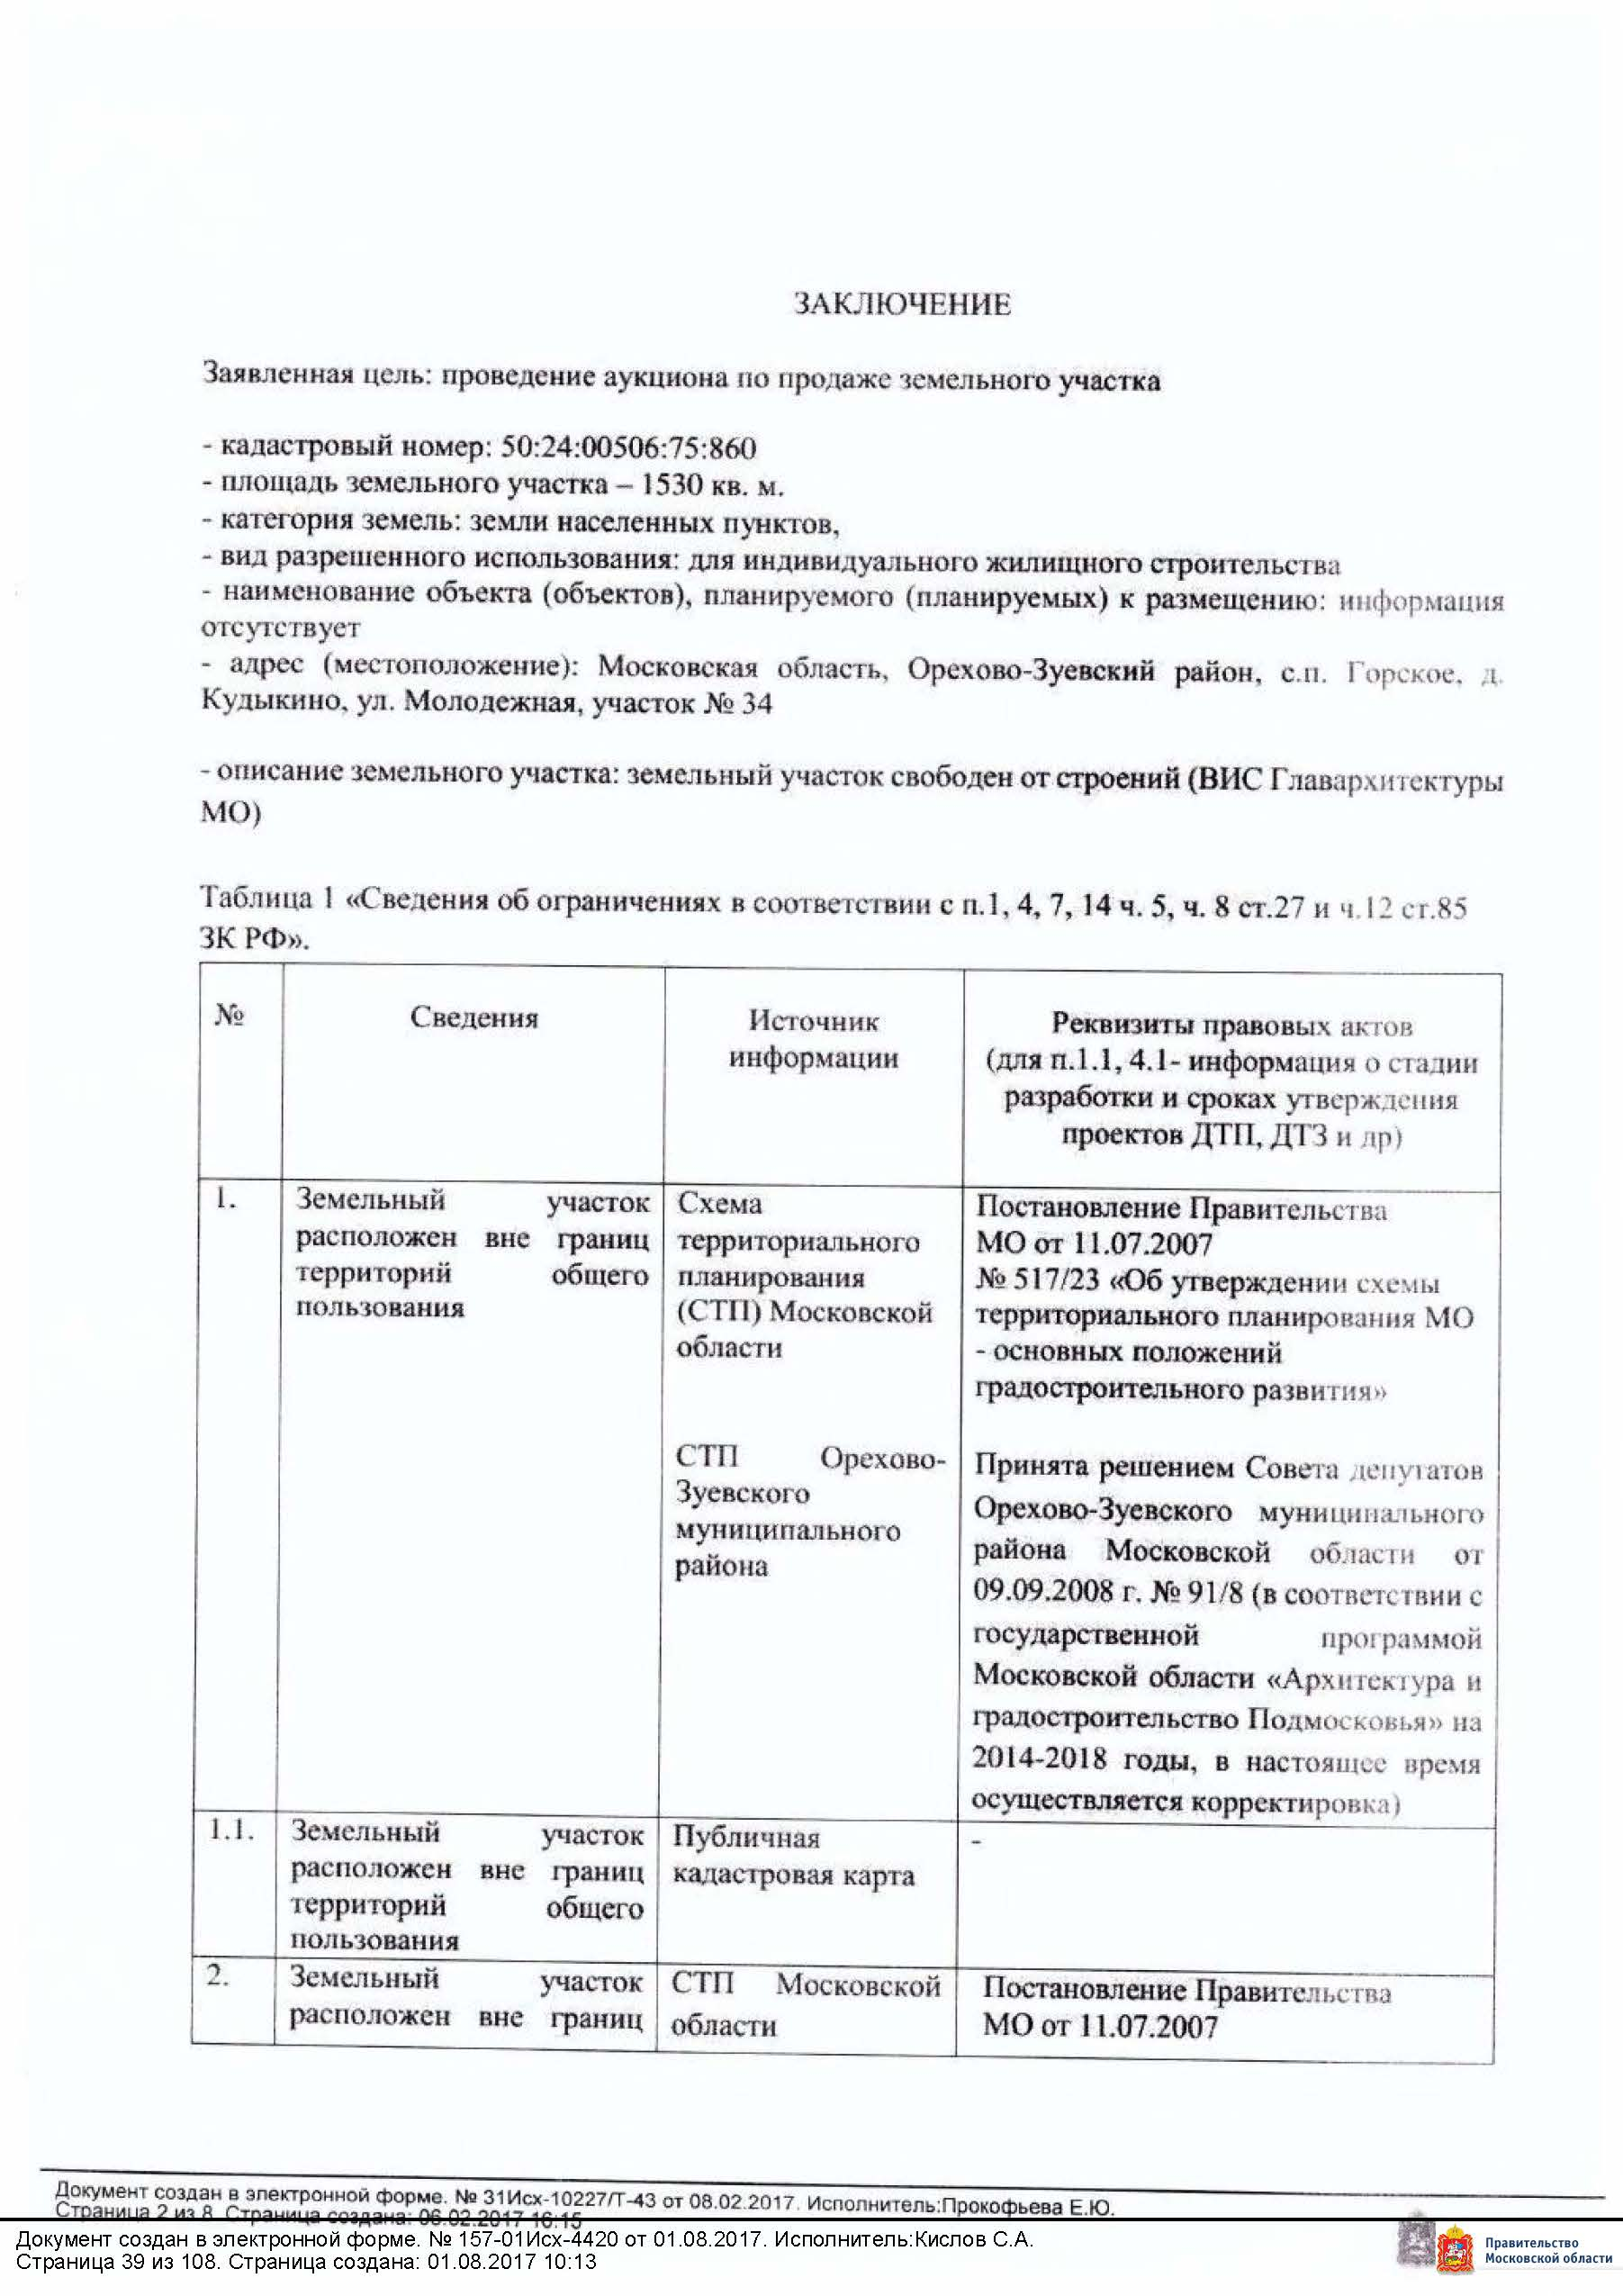 ЗАКЛЮЧЕНИЕ
Заявленная цель: проведение аукциона по продаже земельного участка
- кадастровый номер: 50:24:00506:75:860
- площадь земельного участка – 1530 кв. м.
- категория земель: земли населенных пунктов,
- вид разрешенного использования: для индивидуального жилищного строительства
- наименование объекта (объектов), планируемого (планируемых) к размещению: информация
отсутствует
- адрес (местоположение): Московская область, Орехово-Зуевский район, с.п. Горское, д.
Кудыкино, ул. Молодежная, участок № 34
- описание земельного участка: земельный участок свободен от строений (ВИС Главархитектуры
МО)
Таблица 1 «Сведения об ограничениях в соответствии с п.1, 4, 7, 14 ч. 5, ч. 8 ст.27 и ч.12 ст.85
ЗК РФ».
№
Сведения
Источник
информации
Реквизиты правовых актов
(для п.1.1, 4.1- информация о стадии
разработки и сроках утверждения
проектов ДТП, ДТЗ и др)
1.
Земельный участок
расположен вне границ
территорий общего
пользования
Схема
территориального
планирования
(СТП) Московской
области
Постановление Правительства
МО от 11.07.2007
№ 517/23 «Об утверждении схемы
территориального планирования МО
- основных положений
градостроительного развития»
СТП Орехово-
Зуевского
муниципального
района
Принята решением Совета депутатов
Орехово-Зуевского муниципального
района Московской области от
09.09.2008 г. № 91/8 (в соответствии с
государственной программой
Московской области «Архитектура и
градостроительство Подмосковья» на
2014-2018 годы, в настоящее время
осуществляется корректировка)
1.1.
Земельный участок
расположен вне границ
территорий общего
пользования
Публичная
кадастровая карта
-
2.
Земельный участок
расположен вне границ
СТП Московской
области
Постановление Правительства
МО от 11.07.2007
Документ создан в электронной форме. № 31Исх-10227/Т-43 от 08.02.2017. Исполнитель:Прокофьева Е.Ю.
Страница 2 из 8. Страница создана: 06.02.2017 16:15
Документ создан в электронной форме. № 157-01Исх-4420 от 01.08.2017. Исполнитель:Кислов С.А.
Страница 39 из 108. Страница создана: 01.08.2017 10:13
Правительство
Московской области